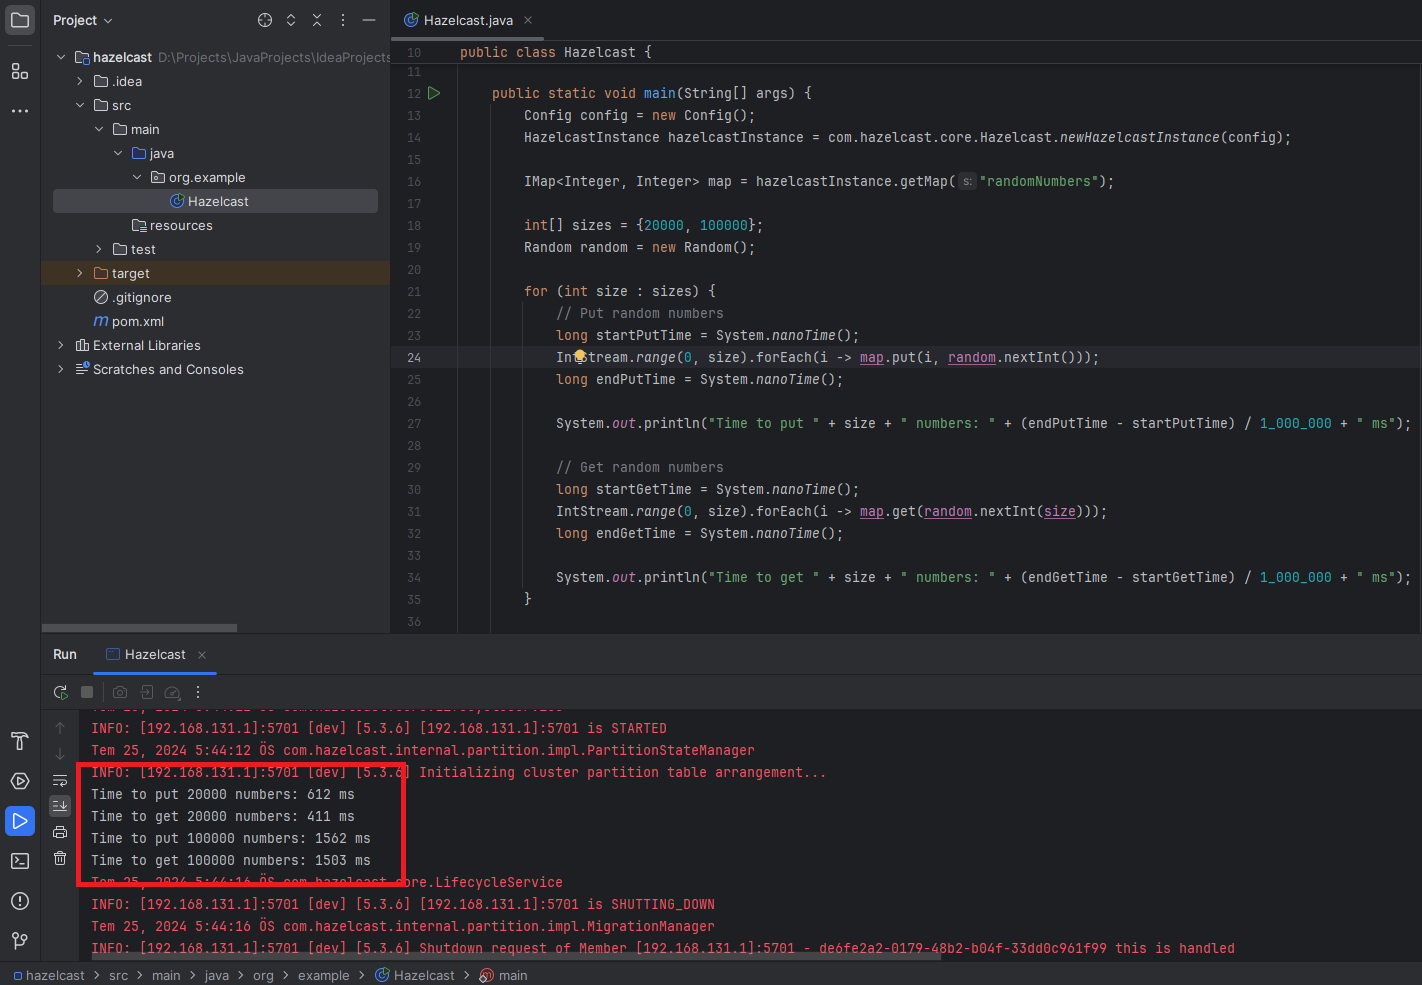 Project
hazelcast D:\Projects\JavaProjects\IdeaProjects
.idea
src
main
java
org.example
Hazelcast
resources
test
target
.gitignore
pom.xml
External Libraries
Scratches and Consoles
Hazelcast.java
10 public class Hazelcast {
11
12 public static void main(String[] args) {
13 Config config = new Config();
14 HazelcastInstance hazelcastInstance = com.hazelcast.core.Hazelcast.newHazelcastInstance(config);
15
16 IMap<Integer, Integer> map = hazelcastInstance.getMap( s: "randomNumbers");
17
18 int[] sizes = {20000, 100000};
19 Random random = new Random();
20
21 for (int size : sizes) {
22 // Put random numbers
23 long startPutTime = System.nanoTime();
24 IntStream.range(0, size).forEach(i -> map.put(i, random.nextInt()));
25 long endPutTime = System.nanoTime();
26
27 System.out.println("Time to put " + size + " numbers: " + (endPutTime - startPutTime) / 1_000_000 + " ms");
28
29 // Get random numbers
30 long startGetTime = System.nanoTime();
31 IntStream.range(0, size).forEach(i -> map.get(random.nextInt(size)));
32 long endGetTime = System.nanoTime();
33
34 System.out.println("Time to get " + size + " numbers: " + (endGetTime - startGetTime) / 1_000_000 + " ms");
35 }
36
Run Hazelcast
INFO: [192.168.131.1]:5701 [dev] [5.3.6] [192.168.131.1]:5701 is STARTED
Tem 25, 2024 5:44:12 ÖS com.hazelcast.internal.partition.impl.PartitionStateManager
INFO: [192.168.131.1]:5701 [dev] [5.3.6] Initializing cluster partition table arrangement...
Time to put 20000 numbers: 612 ms
Time to get 20000 numbers: 411 ms
Time to put 100000 numbers: 1562 ms
Time to get 100000 numbers: 1503 ms
Tem 25, 2024 5:44:16 ÖS com.hazelcast.core.LifecycleService
INFO: [192.168.131.1]:5701 [dev] [5.3.6] [192.168.131.1]:5701 is SHUTTING_DOWN
Tem 25, 2024 5:44:16 ÖS com.hazelcast.internal.partition.impl.MigrationManager
INFO: [192.168.131.1]:5701 [dev] [5.3.6] Shutdown request of Member [192.168.131.1]:5701 - de6fe2a2-0179-48b2-b04f-33dd0c961f99 this is handled
hazelcast > src > main > java > org > example > Hazelcast > main